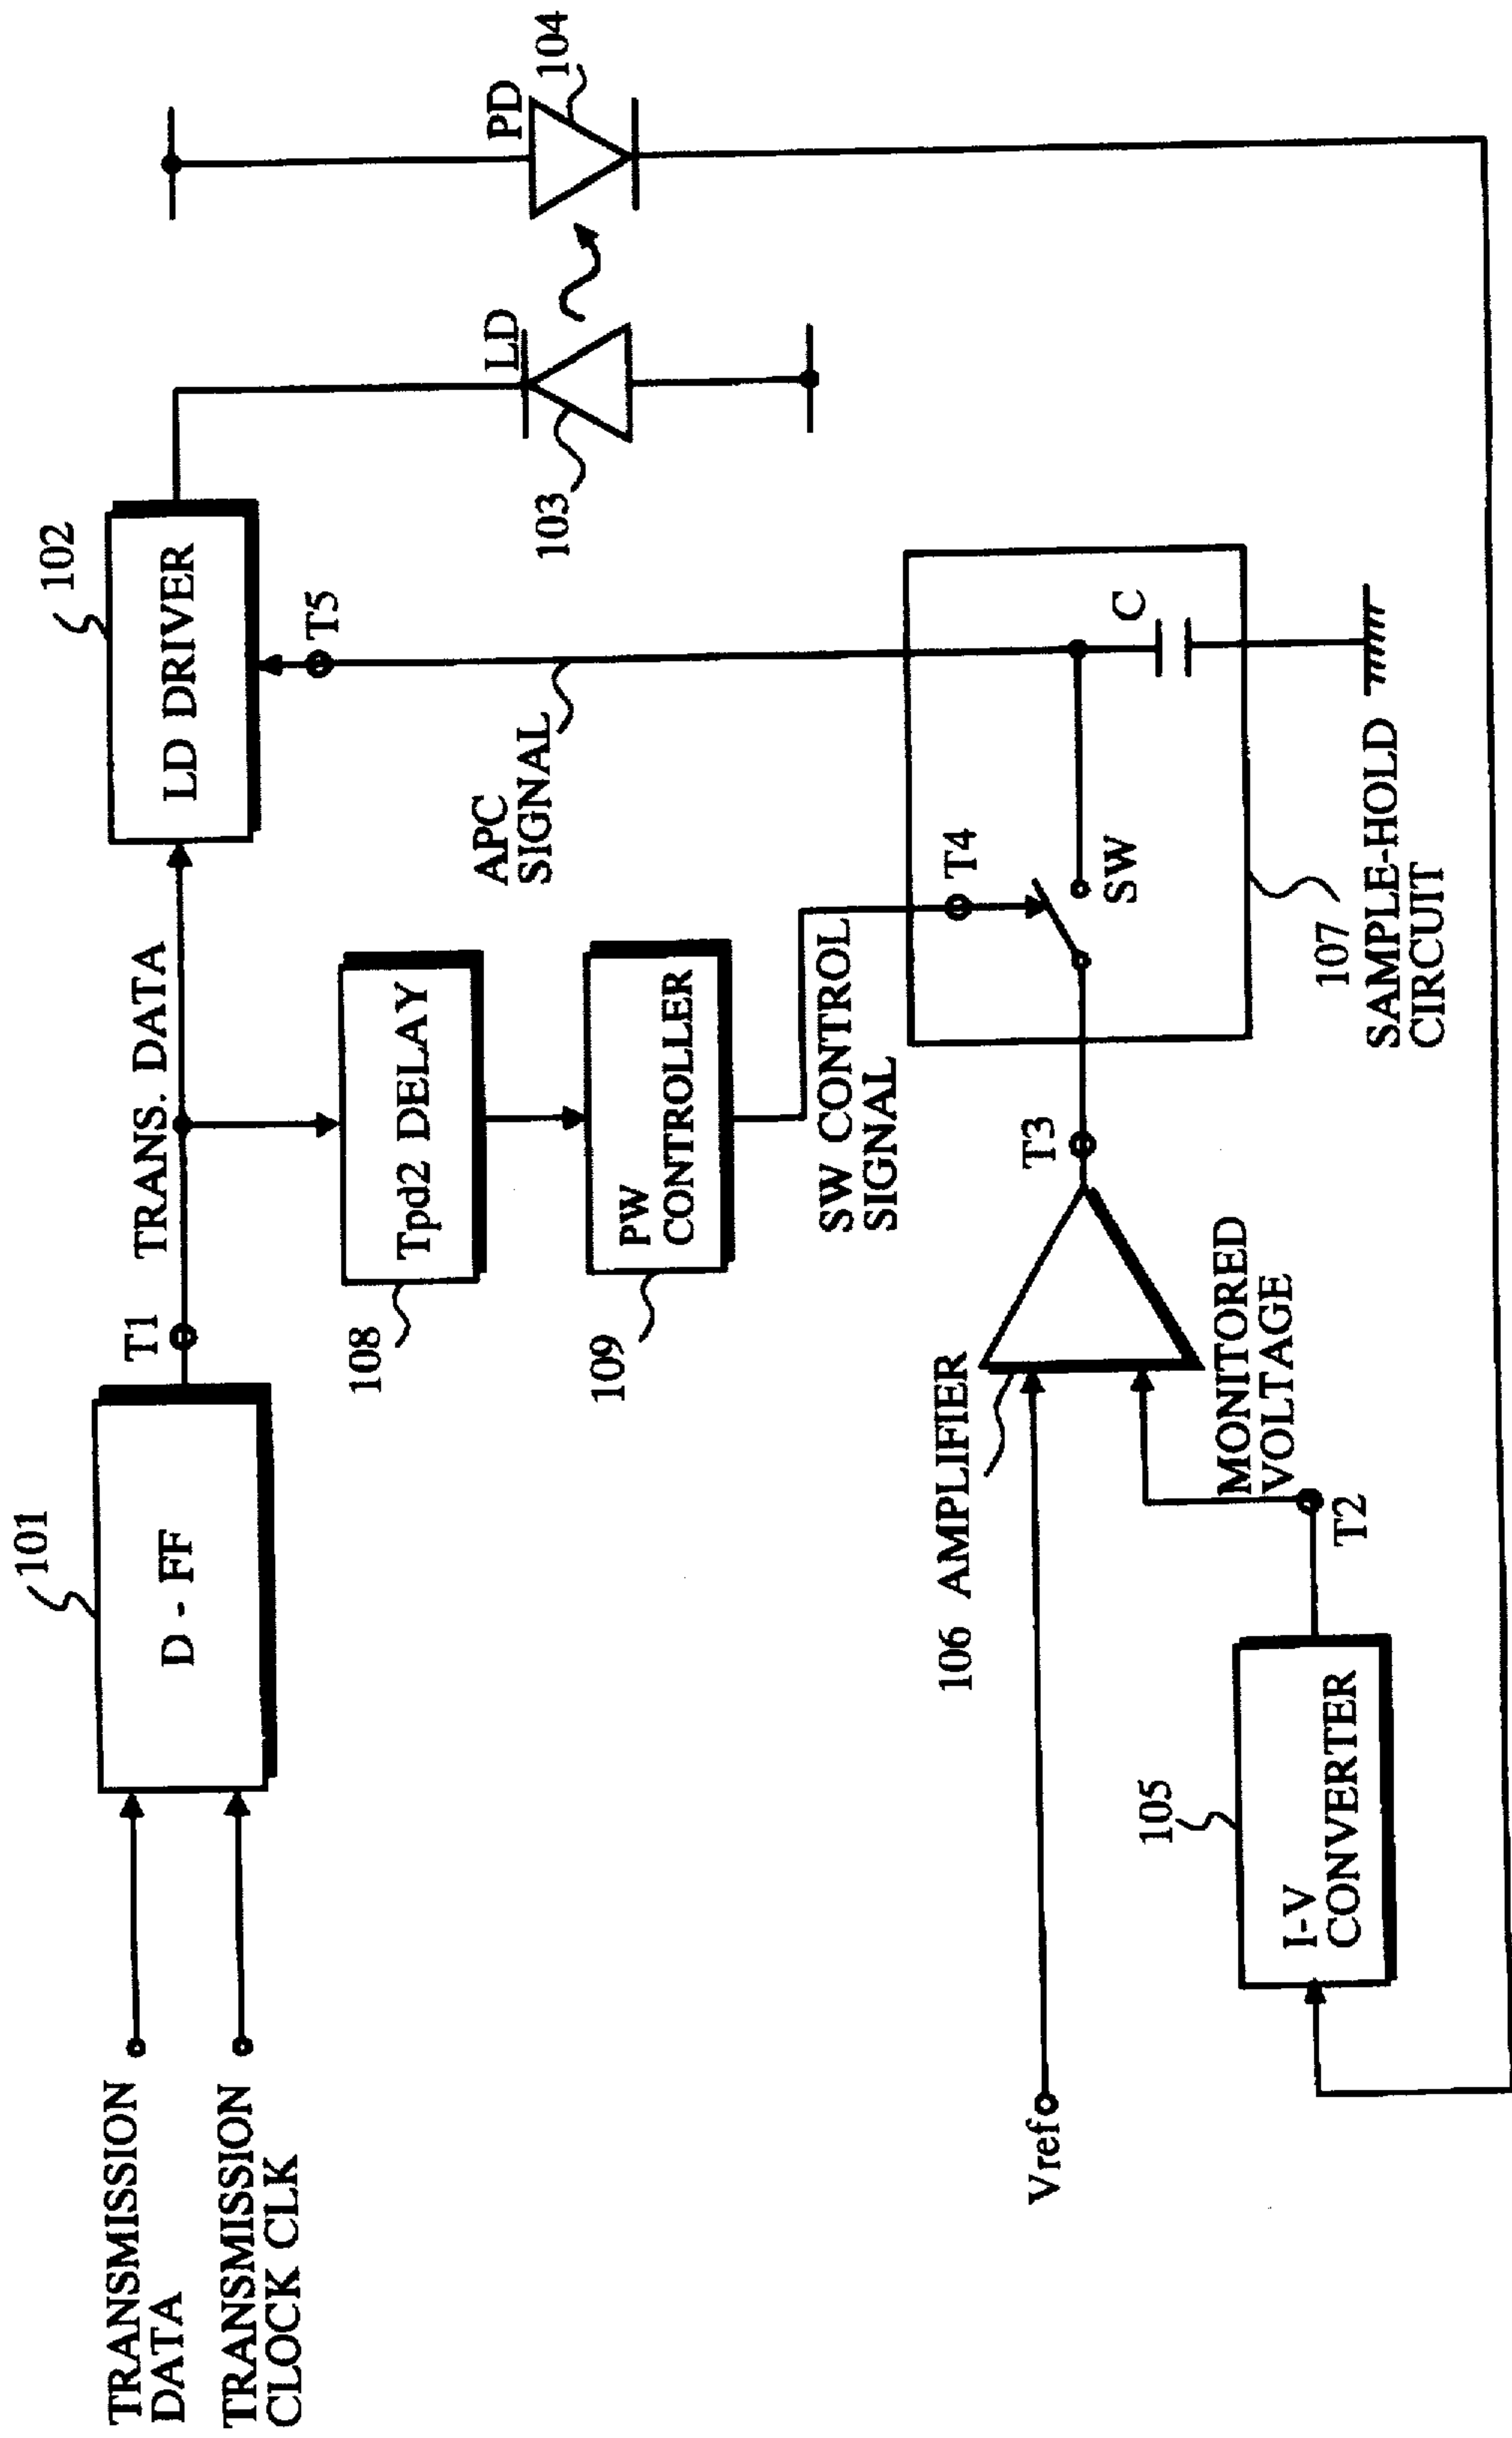 TRANSMISSION
DATA
TRANSMISSION
CLOCK CLK
101
D - FF
T1
TRANS. DATA
102
LD DRIVER
T5
LD
103
PD
104
108
Tpd2 DELAY
109
PW
CONTROLLER
APC
SIGNAL
SW CONTROL
SIGNAL
T4
SW
C
107
SAMPLE-HOLD
CIRCUIT
Vref
106 AMPLIFIER
T3
MONITORED
VOLTAGE
T2
105
I-V
CONVERTER